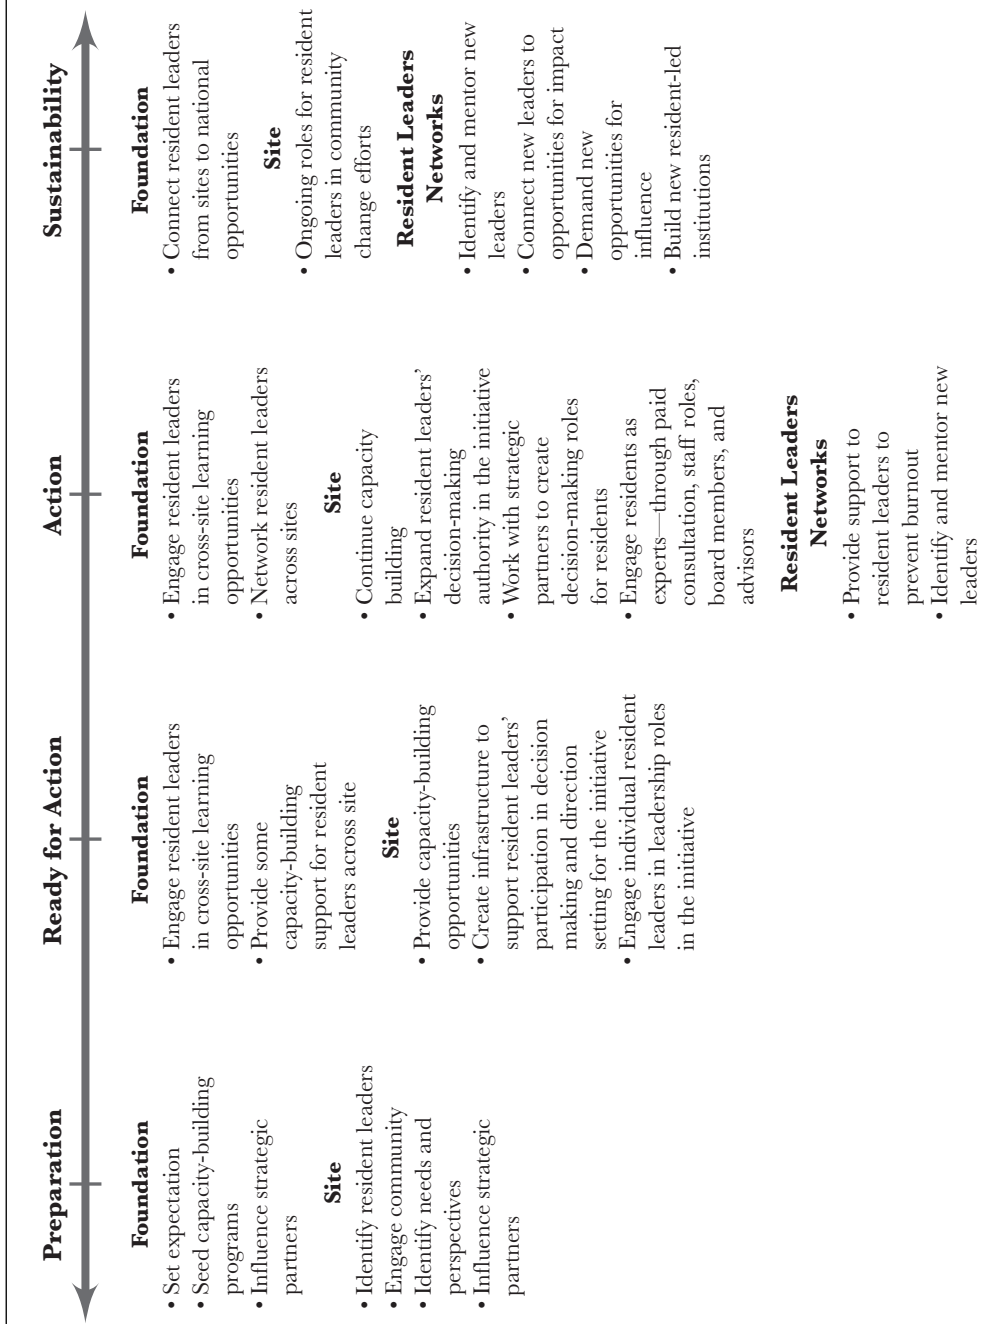 Preparation
Foundation
• Set expectation
• Seed capacity-building
programs
• Influence strategic
partners
Site
• Identify resident leaders
• Engage community
• Identify needs and
perspectives
• Influence strategic
partners
Ready for Action
Foundation
• Engage resident leaders
in cross-site learning
opportunities
• Provide some
capacity-building
support for resident
leaders across site
Site
• Provide capacity-building
opportunities
• Create infrastructure to
support resident leaders’
participation in decision
making and direction
setting for the initiative
• Engage individual resident
leaders in leadership roles
in the initiative
Action
Foundation
• Engage resident leaders
in cross-site learning
opportunities
• Network resident leaders
across sites
Site
• Continue capacity
building
• Expand resident leaders’
decision-making
authority in the initiative
• Work with strategic
partners to create
decision-making roles
for residents
• Engage residents as
experts—through paid
consultation, staff roles,
board members, and
advisors
Resident Leaders
Networks
• Provide support to
resident leaders to
prevent burnout
• Identify and mentor new
leaders
Sustainability
Foundation
• Connect resident leaders
from sites to national
opportunities
Site
• Ongoing roles for resident
leaders in community
change efforts
Resident Leaders
Networks
• Identify and mentor new
leaders
• Connect new leaders to
opportunities for impact
• Demand new
opportunities for
influence
• Build new resident-led
institutions